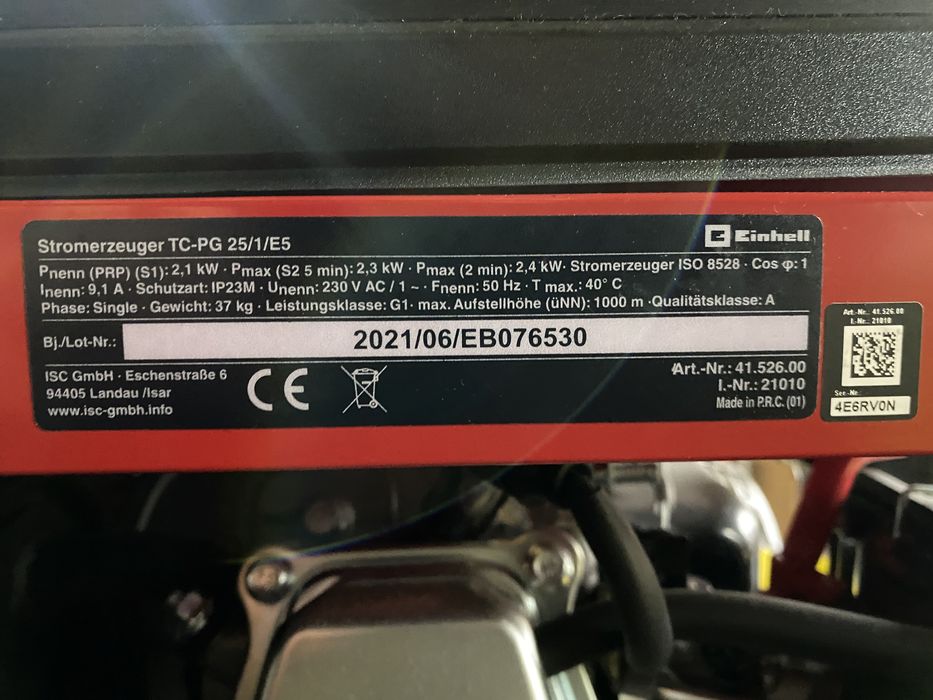 Stromerzeuger TC-PG 25/1/E5
Einhell
Pnenn (PRP) (S1): 2,1 kW · Pmax (S2 5 min): 2,3 kW · Pmax (2 min): 2,4 kW· Stromerzeuger ISO 8528 · Cos φ: 1
Inenn: 9.1 A · Schutzart: IP23M · Unenn: 230 V AC / 1 ~ · Fnenn: 50 Hz · T max.: 40° C
Phase: Single · Gewicht: 37 kg · Leistungsklasse: G1· max. Aufstellhöhe (üNN): 1000 m ·Qualitätsklasse: A
Bj./Lot-Nr.: 2021/06/EB076530
ISC GmbH · Eschenstraße 6
94405 Landau /Isar
www.isc-gmbh.info
CE
Art.-Nr.: 41.526.00
I.-Nr.: 21010
Made in P.R.C. (01)
Art.-Nr.: 41.526.00
I.-Nr.: 21010
Ser.-Nr.:
4E6RV0N